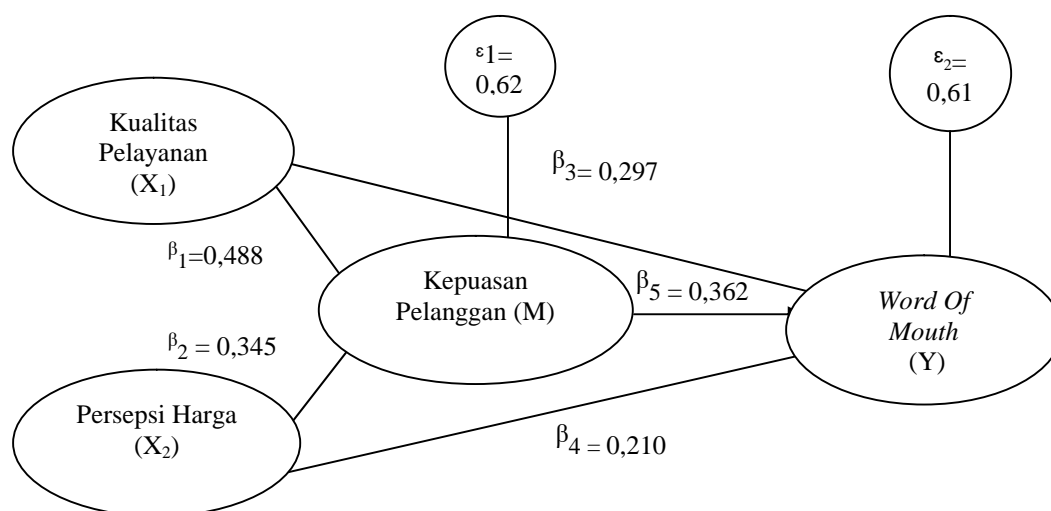 ε1=
0,62
ε₂=
0,61
Kualitas
Pelayanan
(X₁)
β₃= 0,297
β₁=0,488
Kepuasan
Pelanggan (M)
β₅ = 0,362
Word Of
Mouth
(Y)
β₂ = 0,345
Persepsi Harga
(X₂)
β₄ = 0,210